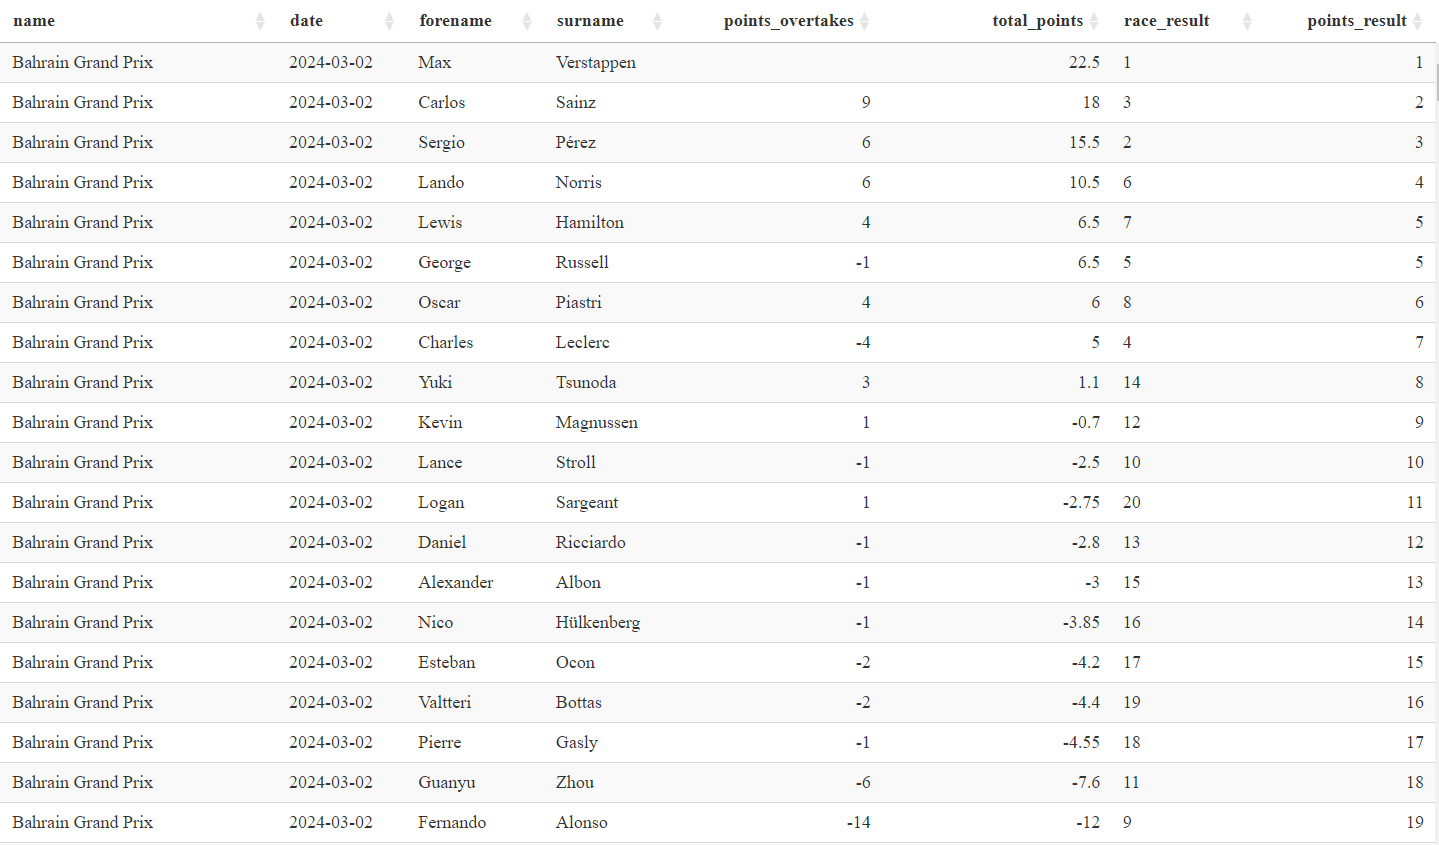 name date forename surname points_overtakes total_points race_result points_result
Bahrain Grand Prix 2024-03-02 Max Verstappen 22.5 1 1
Bahrain Grand Prix 2024-03-02 Carlos Sainz 9 18 3 2
Bahrain Grand Prix 2024-03-02 Sergio Pérez 6 15.5 2 3
Bahrain Grand Prix 2024-03-02 Lando Norris 6 10.5 6 4
Bahrain Grand Prix 2024-03-02 Lewis Hamilton 4 6.5 7 5
Bahrain Grand Prix 2024-03-02 George Russell -1 6.5 5 5
Bahrain Grand Prix 2024-03-02 Oscar Piastri 4 6 8 6
Bahrain Grand Prix 2024-03-02 Charles Leclerc -4 5 4 7
Bahrain Grand Prix 2024-03-02 Yuki Tsunoda 3 1.1 14 8
Bahrain Grand Prix 2024-03-02 Kevin Magnussen 1 -0.7 12 9
Bahrain Grand Prix 2024-03-02 Lance Stroll -1 -2.5 10 10
Bahrain Grand Prix 2024-03-02 Logan Sargeant 1 -2.75 20 11
Bahrain Grand Prix 2024-03-02 Daniel Ricciardo -1 -2.8 13 12
Bahrain Grand Prix 2024-03-02 Alexander Albon -1 -3 15 13
Bahrain Grand Prix 2024-03-02 Nico Hülkenberg -1 -3.85 16 14
Bahrain Grand Prix 2024-03-02 Esteban Ocon -2 -4.2 17 15
Bahrain Grand Prix 2024-03-02 Valtteri Bottas -2 -4.4 19 16
Bahrain Grand Prix 2024-03-02 Pierre Gasly -1 -4.55 18 17
Bahrain Grand Prix 2024-03-02 Guanyu Zhou -6 -7.6 11 18
Bahrain Grand Prix 2024-03-02 Fernando Alonso -14 -12 9 19